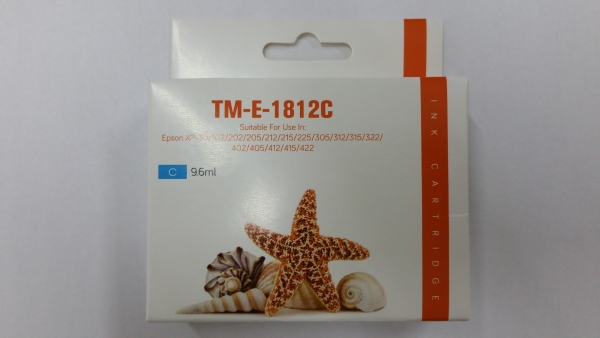 TM-E-1812C
Suitable For Use In:
Epson XP-30/102/202/205/212/215/225/305/312/315/322/
402/405/412/415/422
C 9.6ml
INK CARTRIDGE